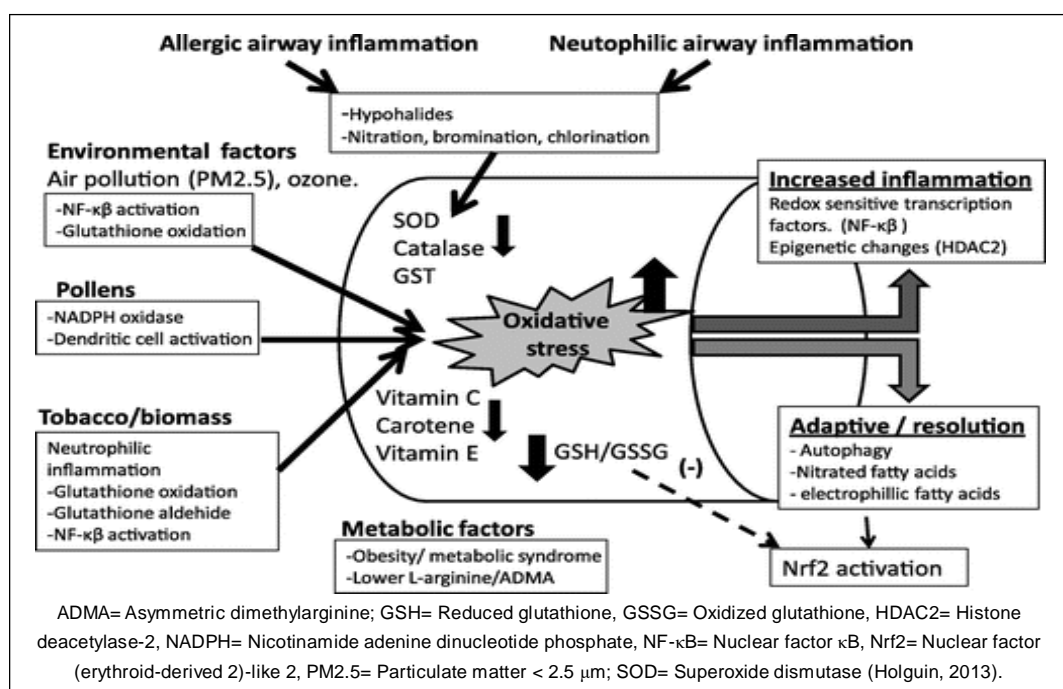 Allergic airway inflammation
Neutophilic airway inflammation
-Hypohalides
-Nitration, bromination, chlorination
Environmental factors
Air pollution (PM2.5), ozone.
-NF-κβ activation
-Glutathione oxidation
Pollens
-NADPH oxidase
-Dendritic cell activation
Tobacco/biomass
Neutrophilic
inflammation
-Glutathione oxidation
-Glutathione aldehide
-NF-κβ activation
SOD
Catalase
GST
Oxidative
stress
Vitamin C
Carotene
Vitamin E
GSH/GSSG
(-)
Metabolic factors
-Obesity/ metabolic syndrome
-Lower L-arginine/ADMA
Increased inflammation
Redox sensitive transcription
factors. (NF-κβ )
Epigenetic changes (HDAC2)
Adaptive / resolution
- Autophagy
-Nitrated fatty acids
- electrophillic fatty acids
Nrf2 activation
ADMA= Asymmetric dimethylarginine; GSH= Reduced glutathione, GSSG= Oxidized glutathione, HDAC2= Histone
deacetylase-2, NADPH= Nicotinamide adenine dinucleotide phosphate, NF-κB= Nuclear factor κB, Nrf2= Nuclear factor
(erythroid-derived 2)-like 2, PM2.5= Particulate matter < 2.5 μm; SOD= Superoxide dismutase (Holguin, 2013).